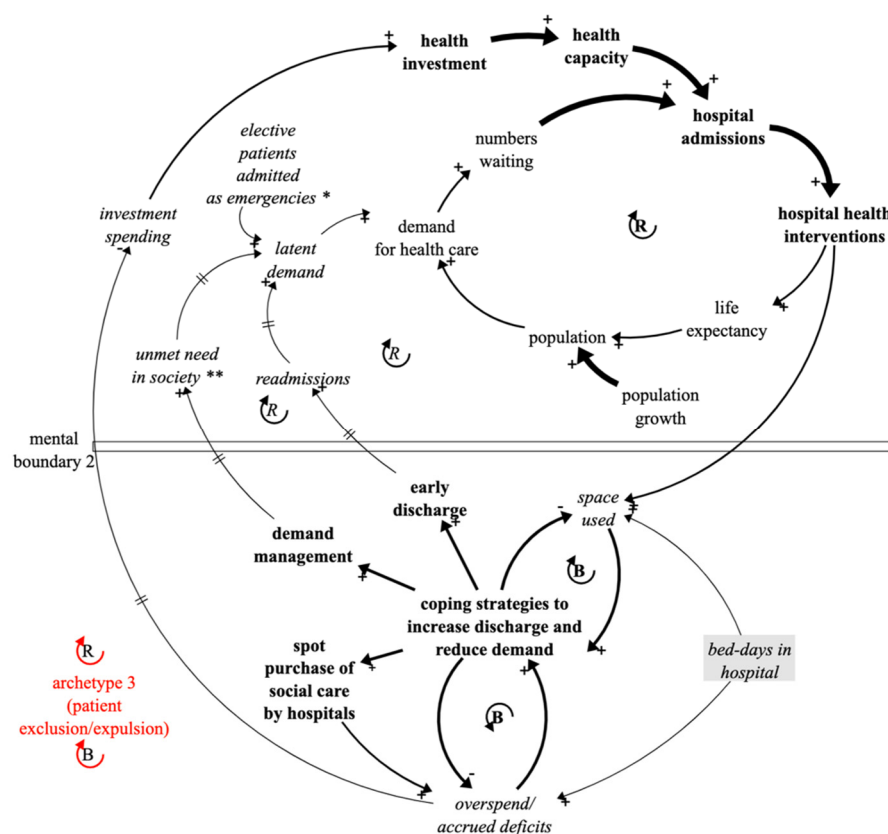 health
investment
health
capacity
hospital
admissions
numbers
waiting
elective
patients
admitted
as emergencies *
investment
spending
demand
for health care
hospital health
interventions
R
latent
demand
life
expectancy
population
unmet need
in society **
readmissions
R
R
population
growth
mental
boundary 2
early
discharge
space
used
demand
management
B
coping strategies to
increase discharge and
reduce demand
spot
purchase of
social care
by hospitals
bed-days in
hospital
R
archetype 3
(patient
exclusion/expulsion)
B
B
overspend/
accrued deficits